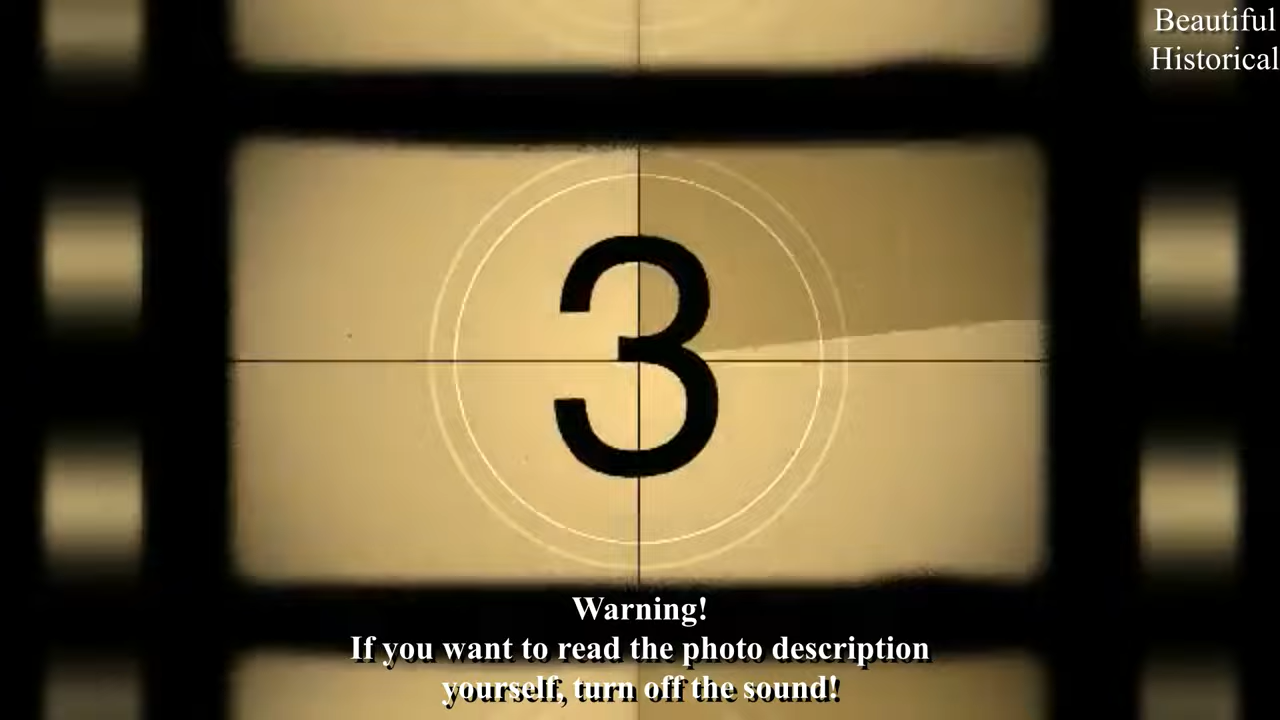 Beautiful
Historical
3
Warning!
If you want to read the photo description
yourself, turn off the sound!